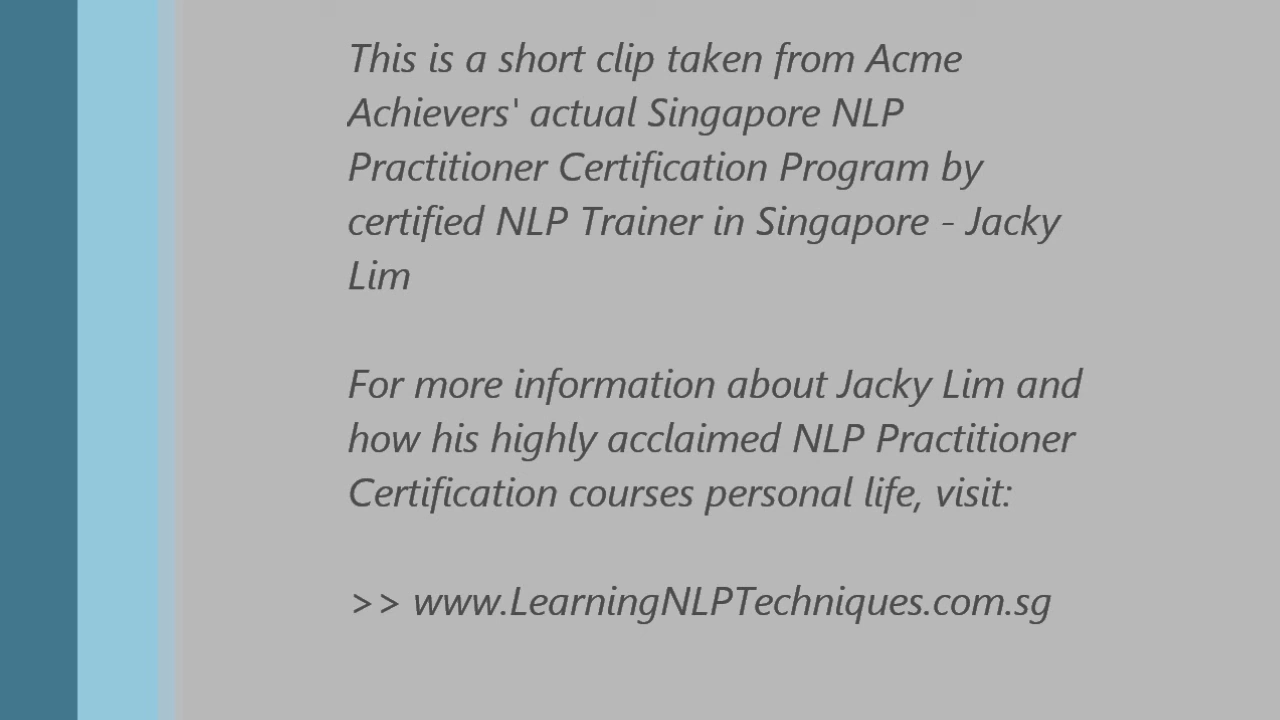 This is a short clip taken from Acme
Achievers' actual Singapore NLP
Practitioner Certification Program by
certified NLP Trainer in Singapore - Jacky
Lim
For more information about Jacky Lim and
how his highly acclaimed NLP Practitioner
Certification courses personal life, visit:
>> www.LearningNLPTechniques.com.sg